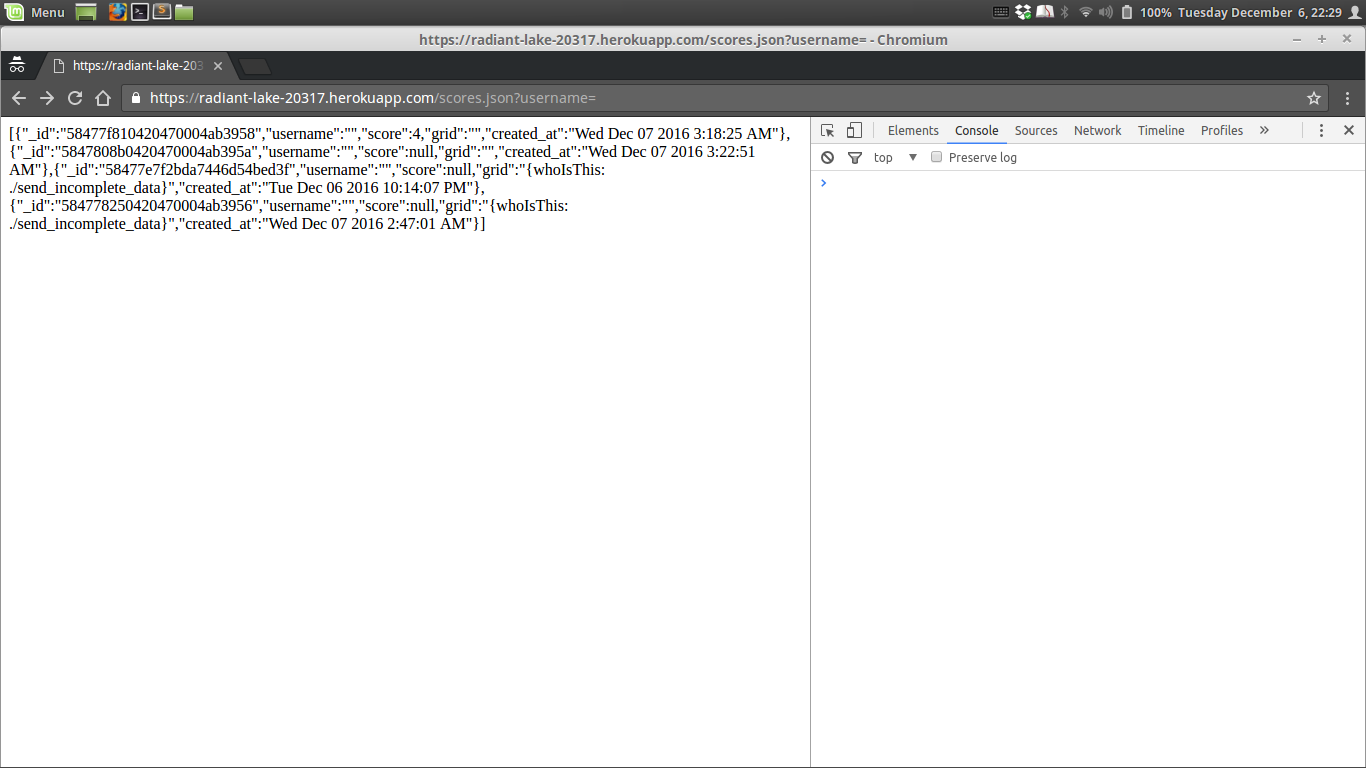 Menu
100% Tuesday December 6, 22:29
https://radiant-lake-20317.herokuapp.com/scores.json?username= - Chromium
https://radiant-lake-203
https://radiant-lake-20317.herokuapp.com/scores.json?username=
[{"_id":"58477f810420470004ab3958","username":"","score":4,"grid":"","created_at":"Wed Dec 07 2016 3:18:25 AM"},
{"_id":"5847808b0420470004ab395a","username":"","score":null,"grid":"","created_at":"Wed Dec 07 2016 3:22:51
AM"},{"_id":"58477e7f2bda7446d54bed3f","username":"","score":null,"grid":"{whoIsThis:
./send_incomplete_data}","created_at":"Tue Dec 06 2016 10:14:07 PM"},
{"_id":"584778250420470004ab3956","username":"","score":null,"grid":"{whoIsThis:
./send_incomplete_data}","created_at":"Wed Dec 07 2016 2:47:01 AM"}]
Elements Console Sources Network Timeline Profiles »
top Preserve log